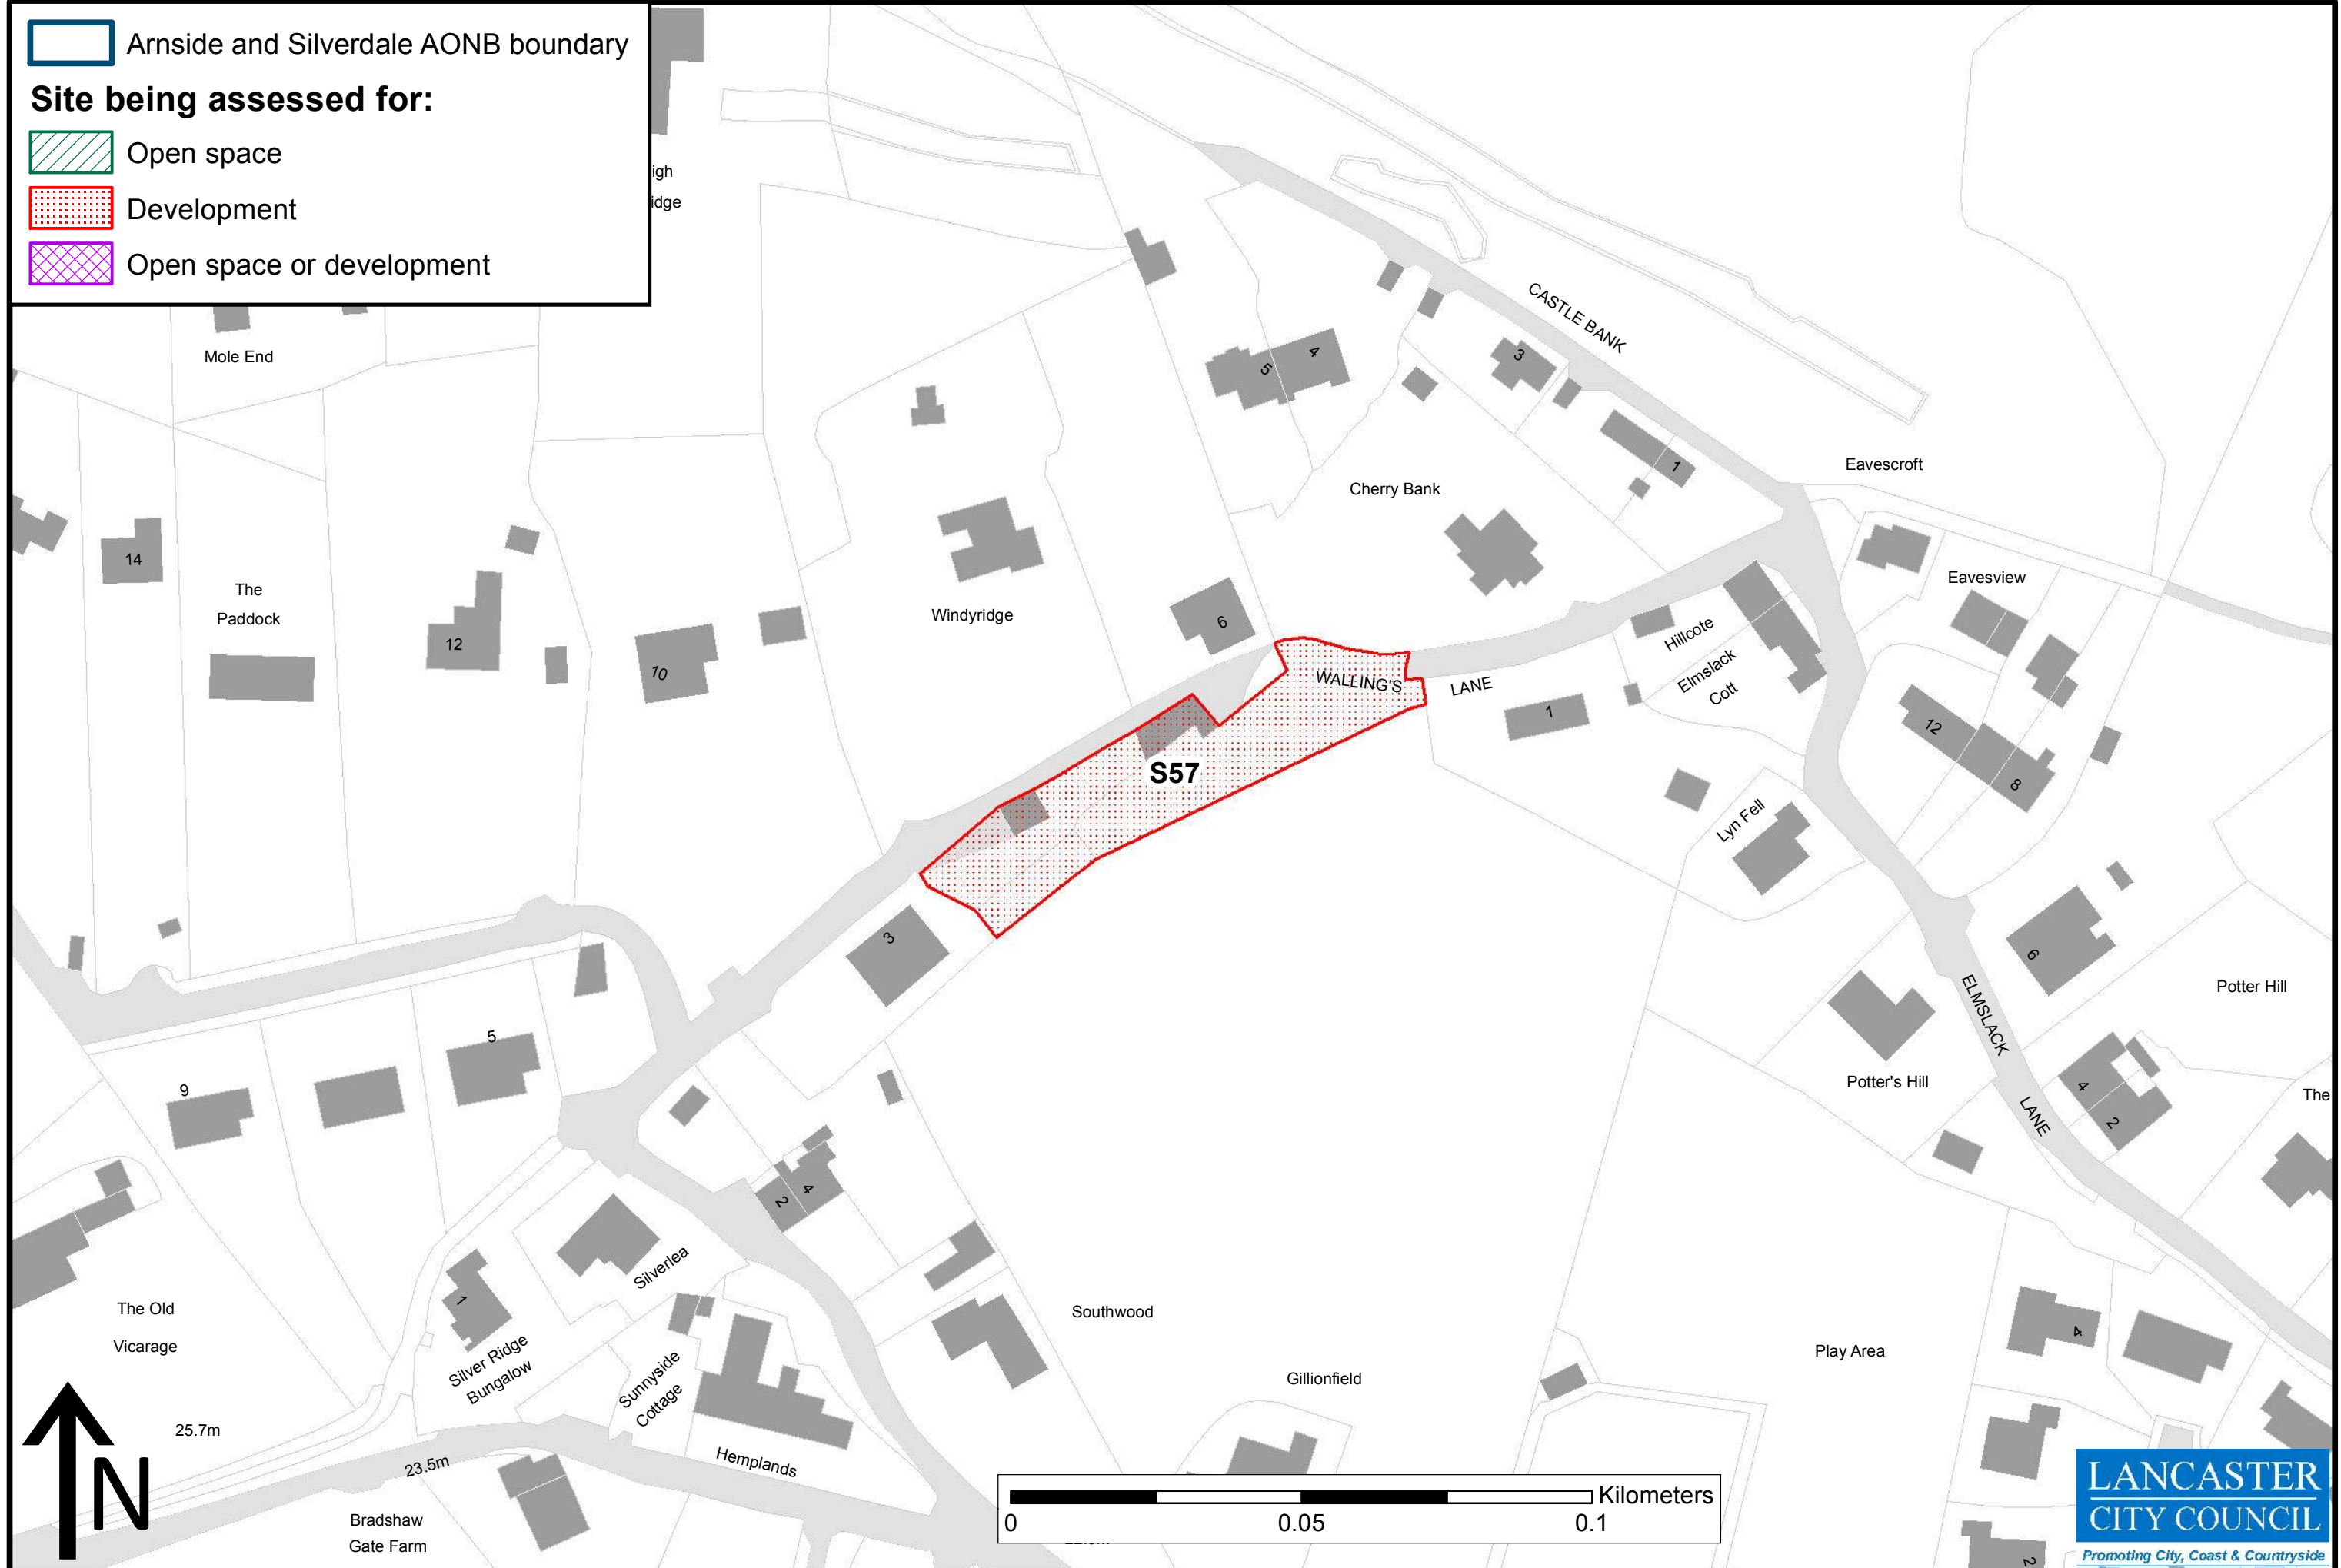 Arnside and Silverdale AONB boundary
Site being assessed for:
Open space
Development
Open space or development
igh
idge
Mole End
CASTLE BANK
4
5
3
1
Eavescroft
Cherry Bank
14
The
Paddock
12
10
Windyridge
6
Eavesview
Hillcote
Elmslack
Cott
WALLING'S
LANE
1
12
8
S57
Lyn Fell
3
6
ELMSLACK
LANE
Potter Hill
Potter's Hill
5
9
4
2
The
2
4
Silverlea
1
The Old
Vicarage
Silver Ridge
Bungalow
Sunnyside
Cottage
Southwood
Gillionfield
Play Area
4
25.7m
23.5m
Hemplands
N
Bradshaw
Gate Farm
Kilometers
0
0.05
0.1
2
LANCASTER
CITY COUNCIL
Promoting City, Coast & Countryside